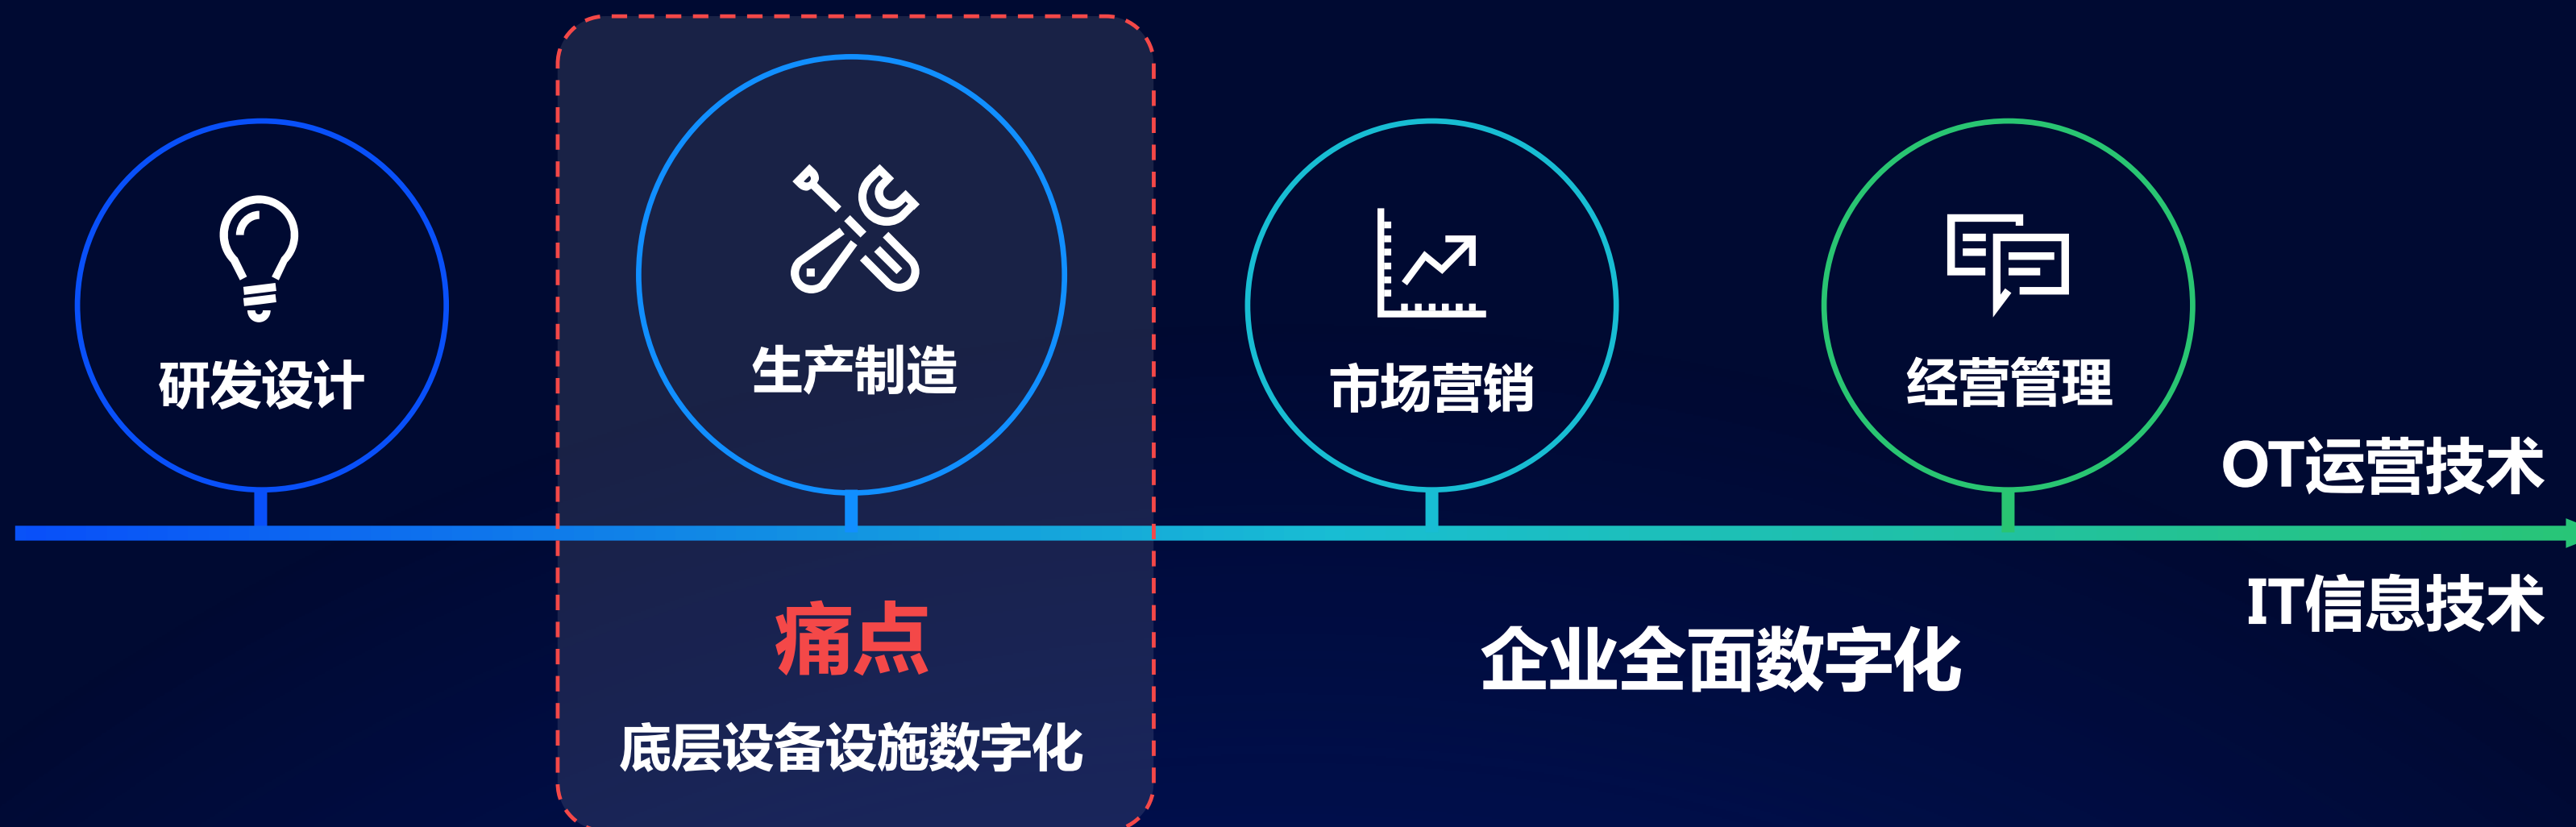 研发设计
生产制造
市场营销
经营管理
OT运营技术
IT信息技术
痛点
底层设备设施数字化
企业全面数字化